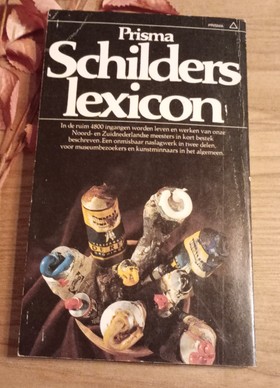 Prisma
Schilders
lexicon
In de ruim 4800 ingangen worden leven en werken van onze
Noord- en Zuidnederlandse meesters in kort bestek
beschreven. Een onmisbaar naslagwerk in twee delen,
voor museumbezoekers en kunstminnaars in het algemeen.